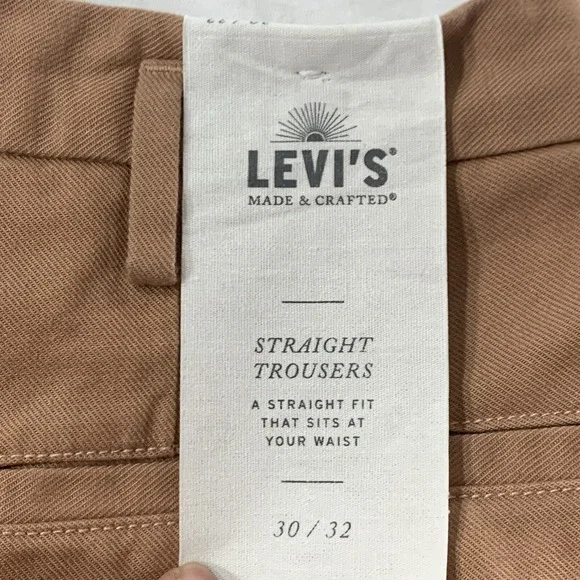 LEVI'S®
MADE & CRAFTED®
STRAIGHT
TROUSERS
A STRAIGHT FIT
THAT SITS AT
YOUR WAIST
30 / 32